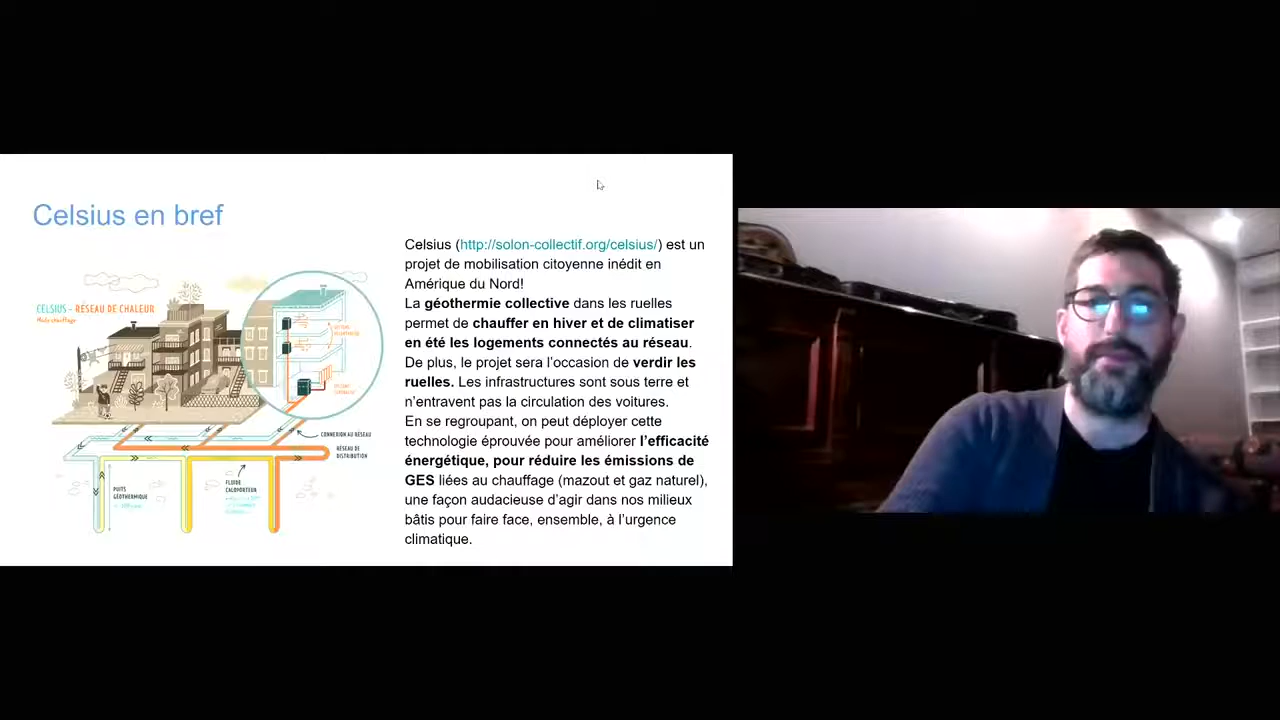 Celsius en bref
CELSIUS - RÉSEAU DE CHALEUR
Mode chauffage
CONNEXION AU RÉSEAU
RÉSEAU DE
DISTRIBUTION
PUITS
GÉOTHERMIQUE
FLUIDE
CALOPORTEUR
Celsius (http://solon-collectif.org/celsius/) est un
projet de mobilisation citoyenne inédit en
Amérique du Nord!
La géothermie collective dans les ruelles
permet de chauffer en hiver et de climatiser
en été les logements connectés au réseau.
De plus, le projet sera l'occasion de verdir les
ruelles. Les infrastructures sont sous terre et
n'entravent pas la circulation des voitures.
En se regroupant, on peut déployer cette
technologie éprouvée pour améliorer l'efficacité
énergétique, pour réduire les émissions de
GES liées au chauffage (mazout et gaz naturel),
une façon audacieuse d'agir dans nos milieux
bâtis pour faire face, ensemble, à l'urgence
climatique.